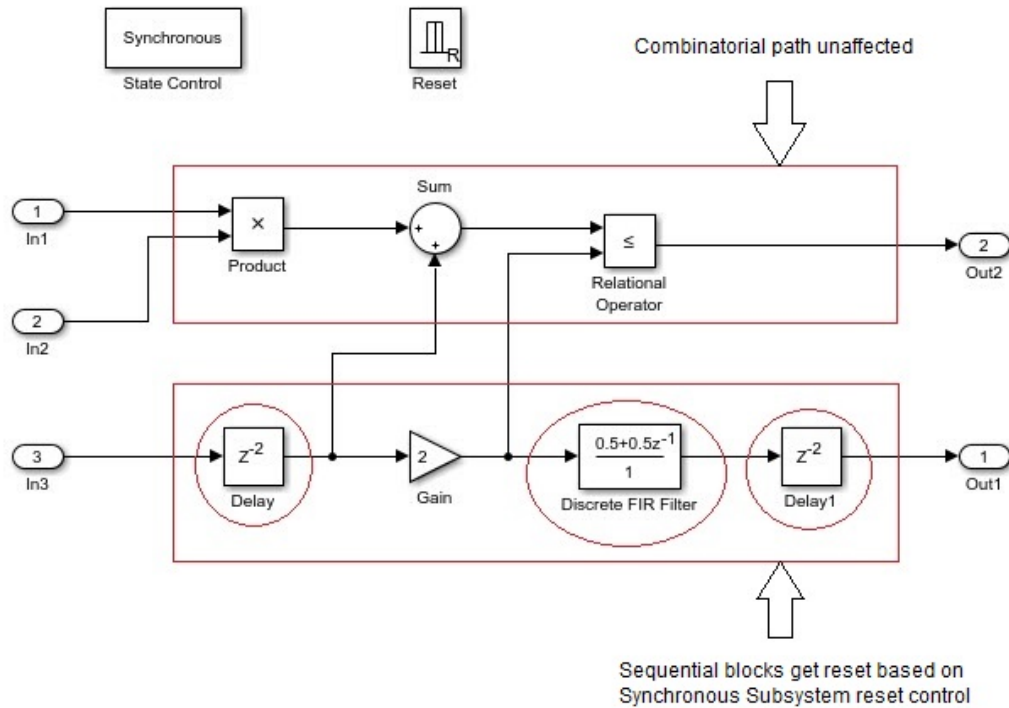 Synchronous
State Control
R
Reset
Combinatorial path unaffected
1
In1
2
In2
×
Product
Sum
+
+
≤
Relational
Operator
2
Out2
3
In3
z-2
Delay
2
Gain
0.5+0.5z-1
1
Discrete FIR Filter
z-2
Delay1
1
Out1
Sequential blocks get reset based on
Synchronous Subsystem reset control